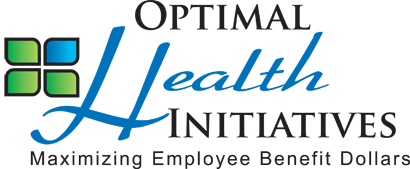 OPTIMAL
Health
INITIATIVES
Maximizing Employee Benefit Dollars